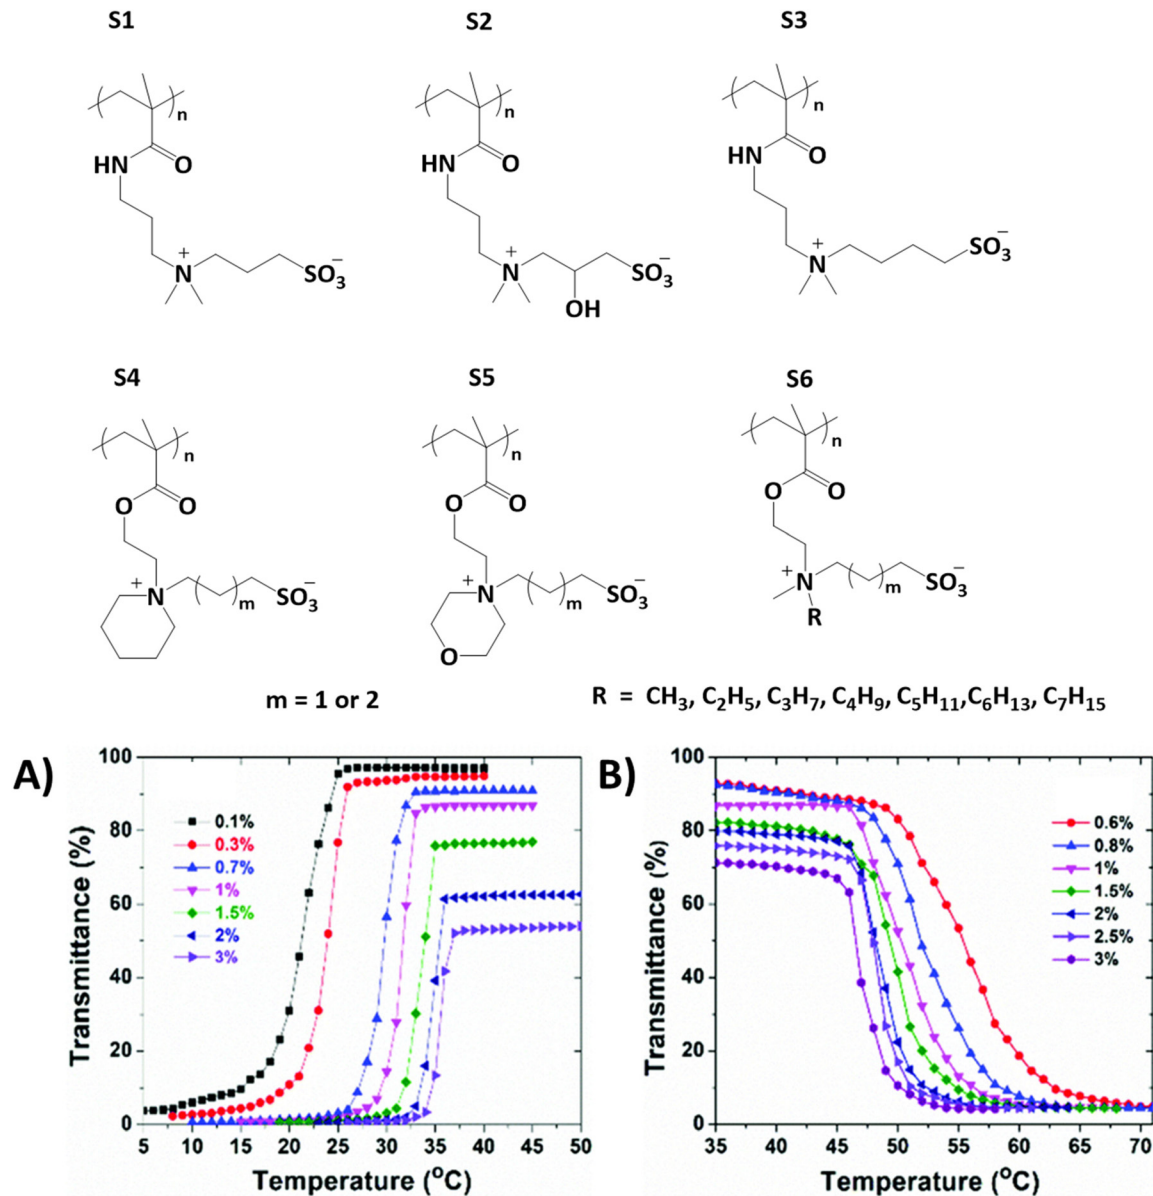 S1 S2 S3
n n n
HN O HN O HN O
N + SO3− N + SO3− N + SO3−
OH
S4 S5 S6
n n n
O O O O O O
N + m SO3− N + m SO3− N + m SO3−
O R
m = 1 or 2 R = CH3, C2H5, C3H7, C4H9, C5H11,C6H13, C7H15
A)
Transmittance (%)
100
80
60
40
20
0
0.1%
0.3%
0.7%
1%
1.5%
2%
3%
5 10 15 20 25 30 35 40 45 50
Temperature (oC)
B)
Transmittance (%)
100
80
60
40
20
0
0.6%
0.8%
1%
1.5%
2%
2.5%
3%
35 40 45 50 55 60 65 70
Temperature (oC)